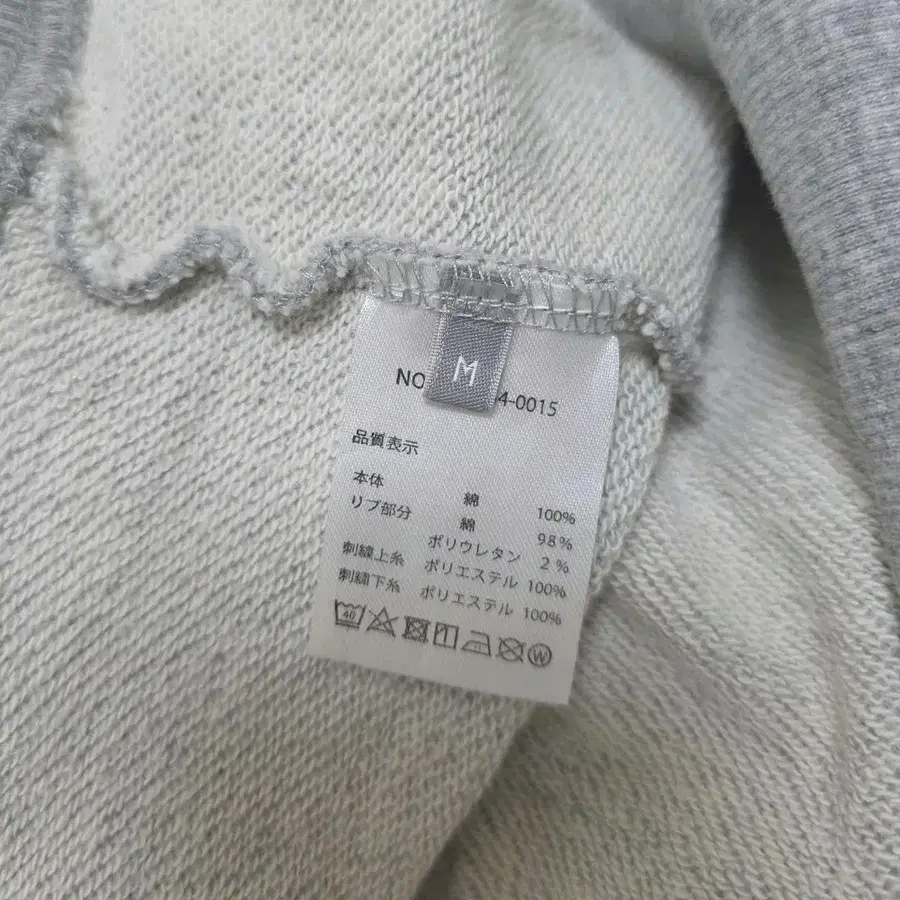 M
NO 4-0015
品質表示
本体 綿 100%
リブ部分 綿 98%
ポリウレタン 2%
刺繍上糸 ポリエステル 100%
刺繍下糸 ポリエステル 100%
40 W